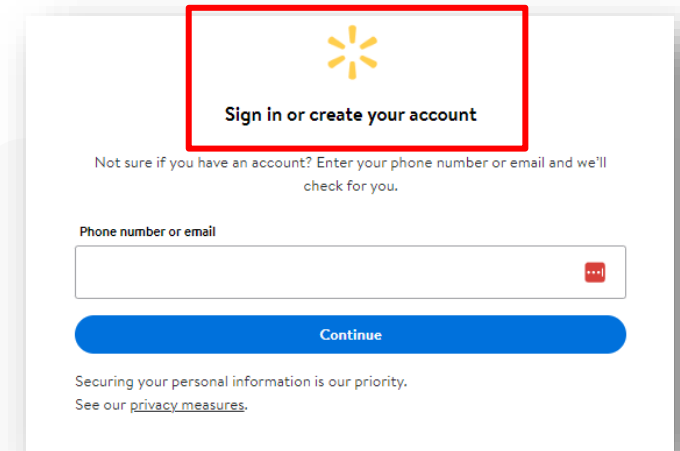 Sign in or create your account
Not sure if you have an account? Enter your phone number or email and we'll
check for you.
Phone number or email
Continue
Securing your personal information is our priority.
See our privacy measures.